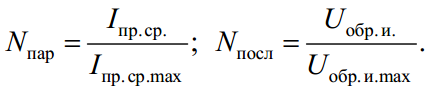 N_пар = I_пр.ср. / I_пр.ср.max ; N_посл = U_обр.и. / U_обр.и.max .